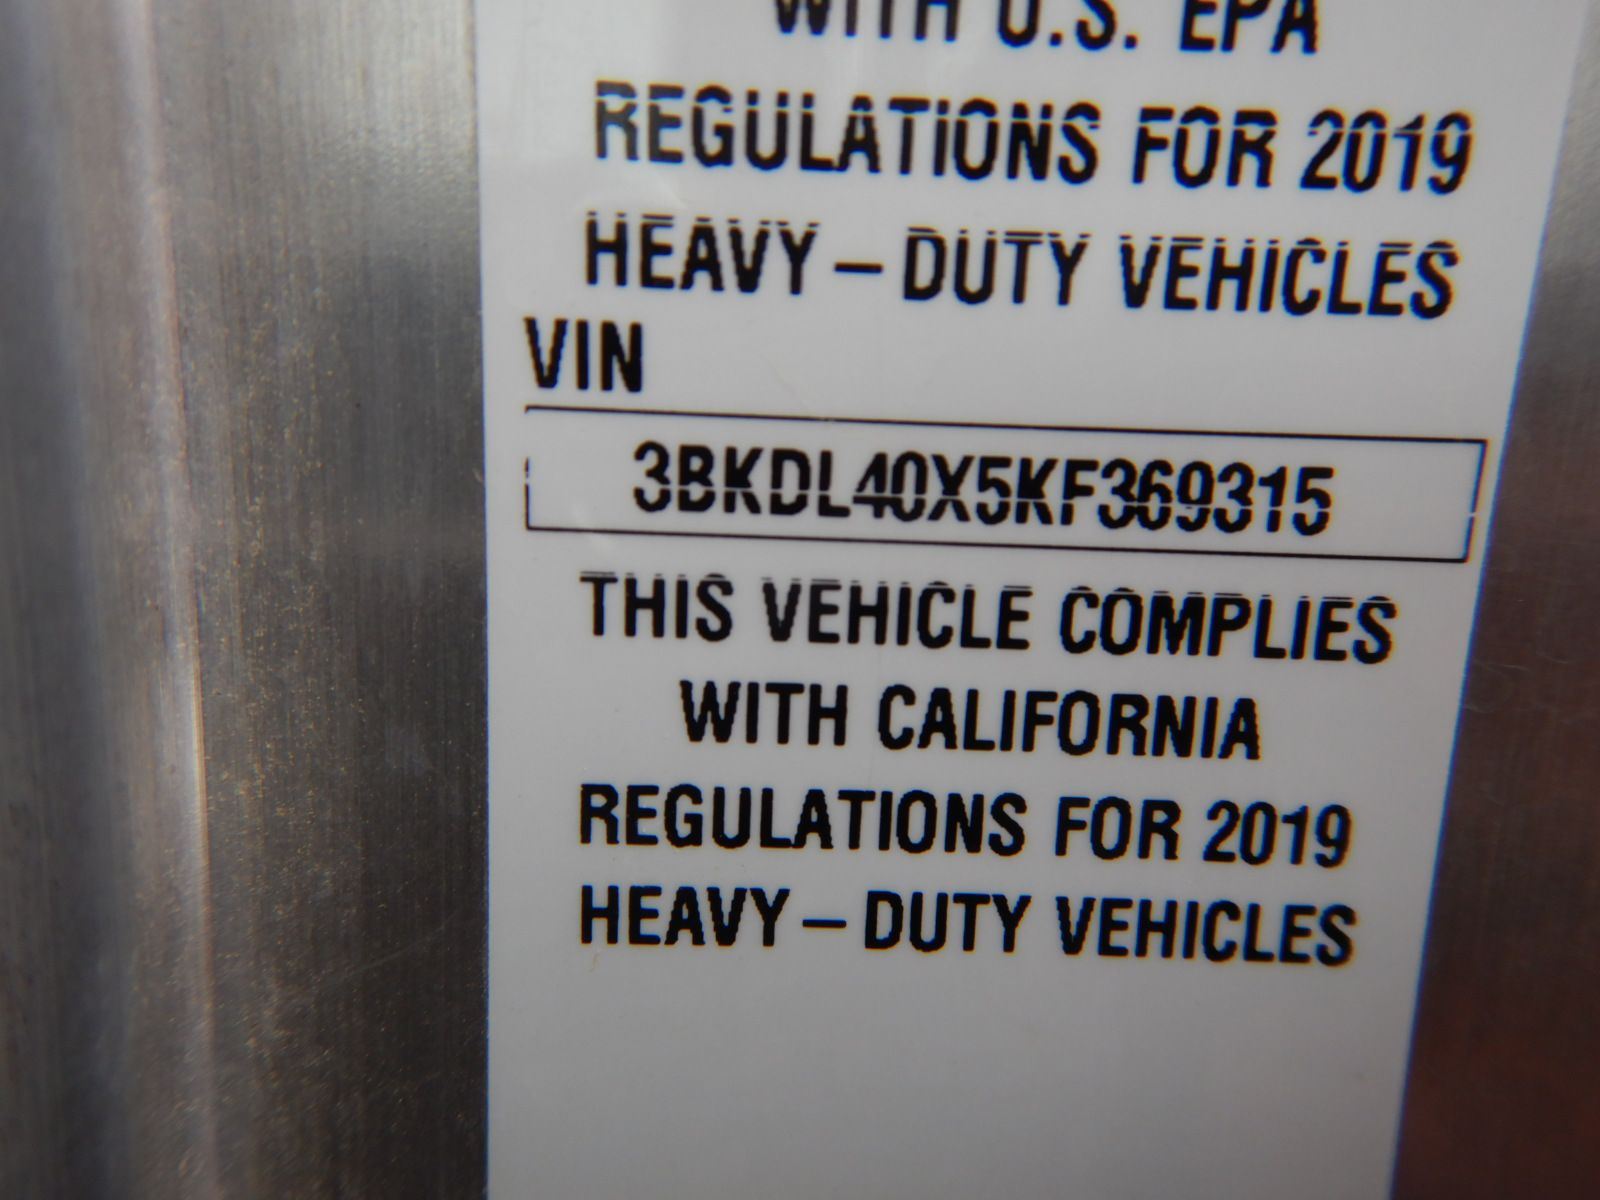 WITH U.S. EPA
REGULATIONS FOR 2019
HEAVY – DUTY VEHICLES
VIN
3BKDL40X5KF369315
THIS VEHICLE COMPLIES
WITH CALIFORNIA
REGULATIONS FOR 2019
HEAVY – DUTY VEHICLES